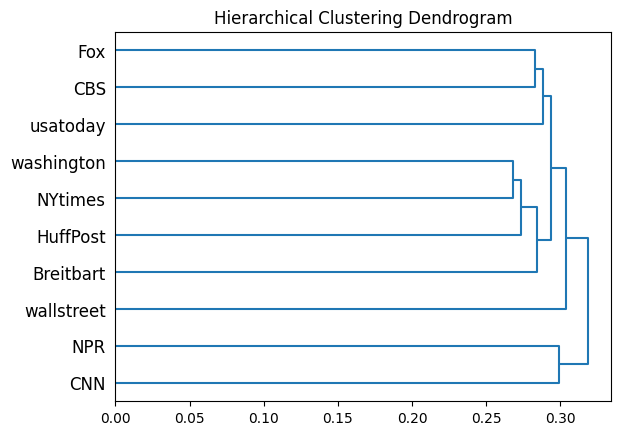 Hierarchical Clustering Dendrogram
Fox
CBS
usatoday
washington
NYtimes
HuffPost
Breitbart
wallstreet
NPR
CNN
0.00 0.05 0.10 0.15 0.20 0.25 0.30